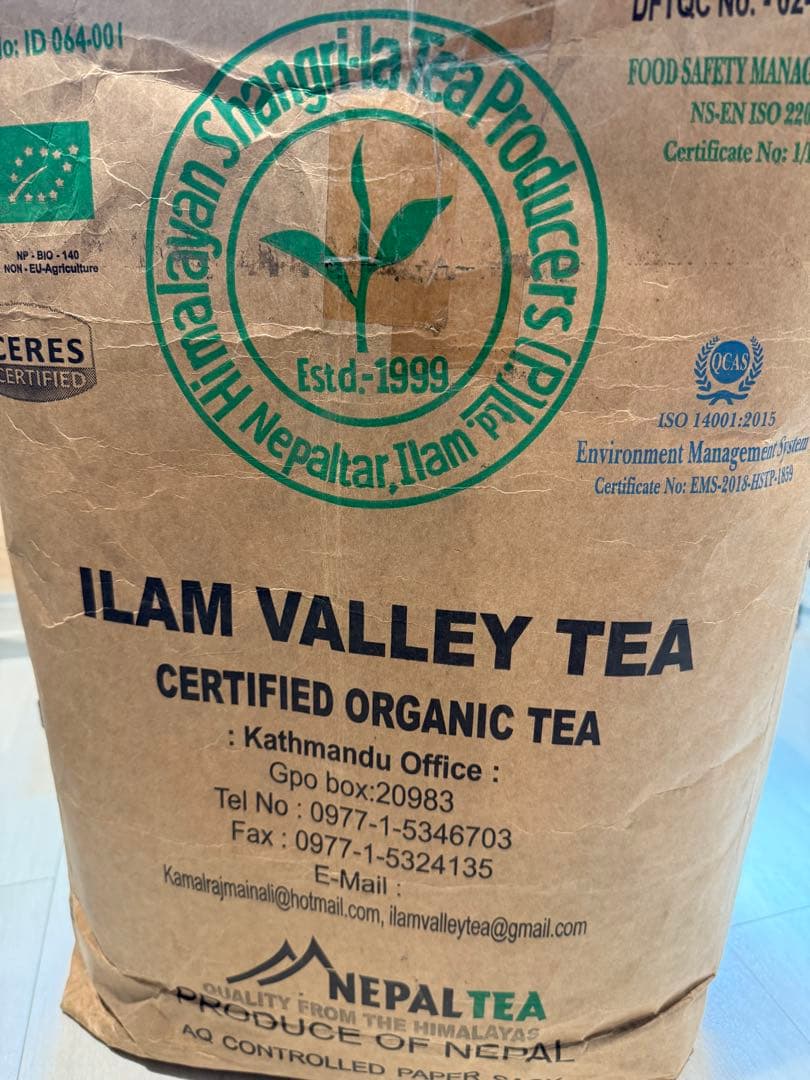 No: ID 064-001
DFTQC No. - 02-
FOOD SAFETY MANAG
NS-EN ISO 220
Certificate No: 1/
Himalayan Shangri-la Tea Producers (P) Ltd.
Nepaltar, Ilam.
Estd.-1999
NP - BIO - 140
NON - EU-Agriculture
CERES
CERTIFIED
QCAS
ISO 14001:2015
Environment Management System
Certificate No: EMS-2018-HSTP-1859
ILAM VALLEY TEA
CERTIFIED ORGANIC TEA
: Kathmandu Office :
Gpo box:20983
Tel No : 0977-1-5346703
Fax : 0977-1-5324135
E-Mail :
Kamalrajmainali@hotmail.com, ilamvalleytea@gmail.com
NEPALTEA
QUALITY FROM THE HIMALAYAS
PRODUCE OF NEPAL
AQ CONTROLLED PAPER SACK